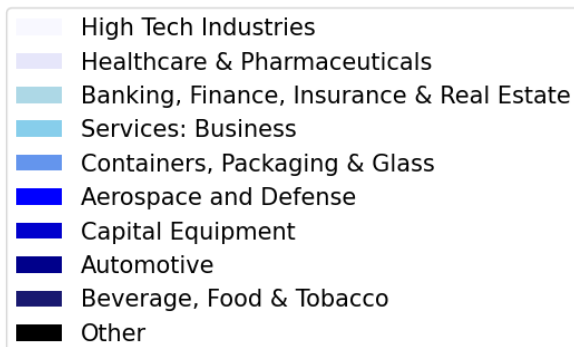 High Tech Industries
Healthcare & Pharmaceuticals
Banking, Finance, Insurance & Real Estate
Services: Business
Containers, Packaging & Glass
Aerospace and Defense
Capital Equipment
Automotive
Beverage, Food & Tobacco
Other